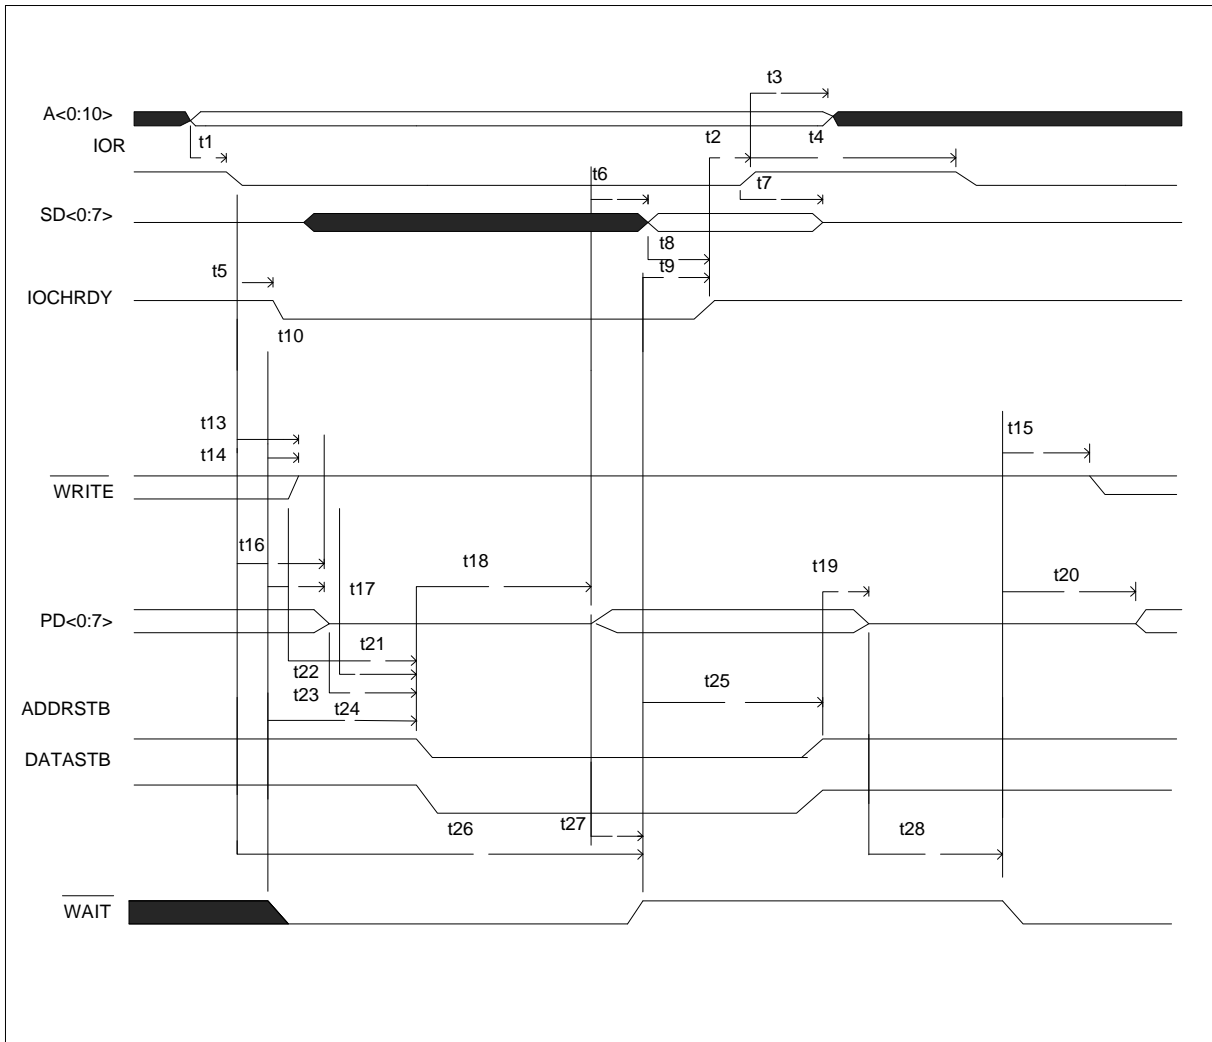 t3
A<0:10>
t1
t2
t4
IOR
t6
t7
SD<0:7>
t8
t5
t9
IOCHRDY
t10
t13
t15
t14
WRITE
t16
t18
t19
t20
t17
PD<0:7>
t21
t22
t23
t25
t24
ADDRSTB
DATASTB
t26
t27
t28
WAIT